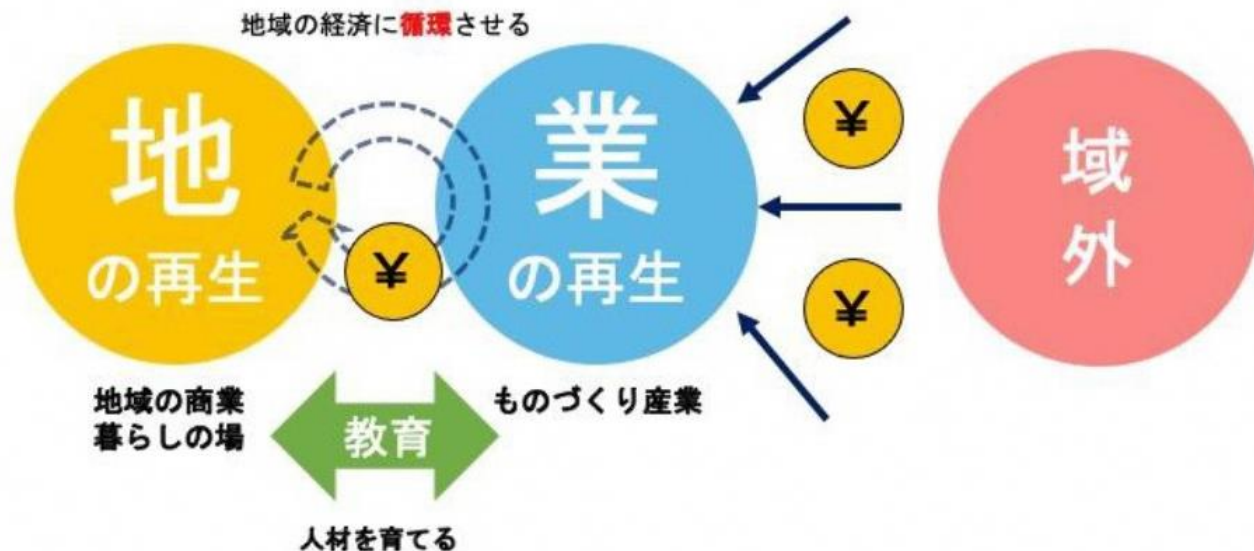 地域の経済に循環させる
地
の再生
¥
業
の再生
¥
¥
域
外
地域の商業
暮らしの場
教育
ものづくり産業
人材を育てる